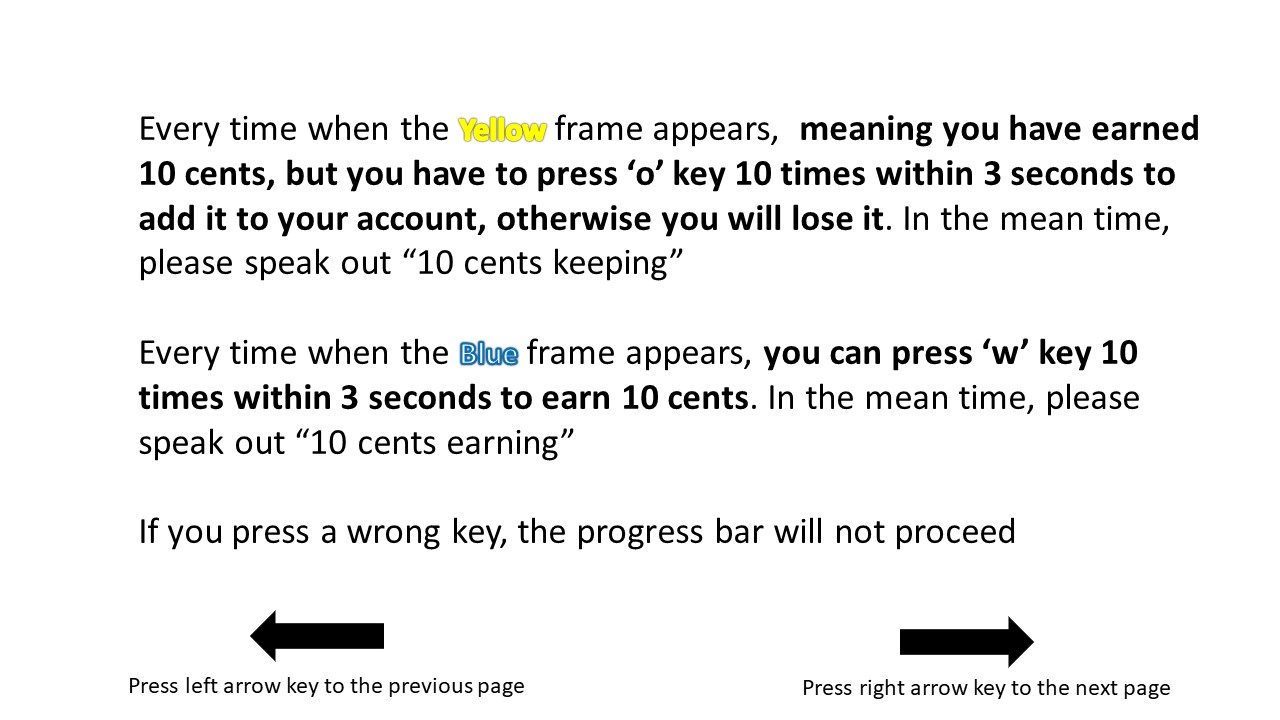 Every time when the Yellow frame appears,  meaning you have earned
10 cents, but you have to press ‘o’ key 10 times within 3 seconds to
add it to your account, otherwise you will lose it. In the mean time,
please speak out “10 cents keeping”
Every time when the Blue frame appears, you can press ‘w’ key 10
times within 3 seconds to earn 10 cents. In the mean time, please
speak out “10 cents earning”
If you press a wrong key, the progress bar will not proceed
Press left arrow key to the previous page
Press right arrow key to the next page